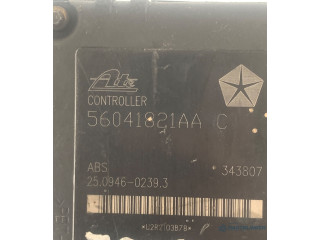 Ate
CONTROLLER
56041821AA C
ABS 343807
25.0946-0239.3